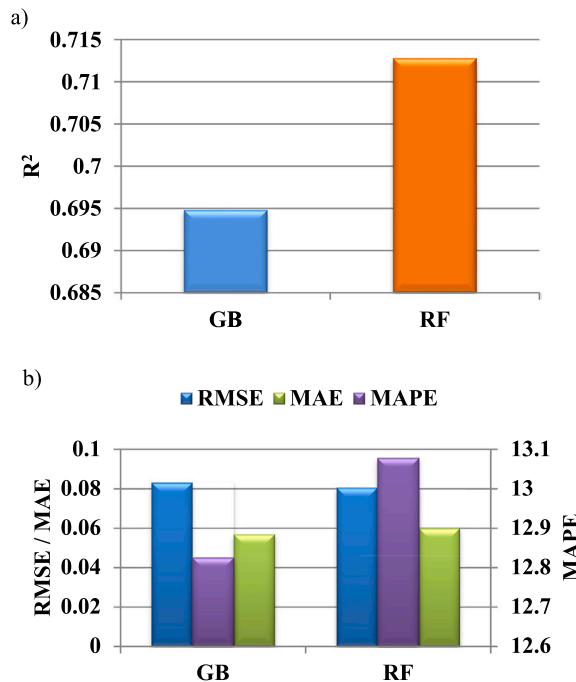 a)
0.715
0.71
0.705
0.7
0.695
0.69
0.685
R²
GB RF
b)
RMSE MAE MAPE
0.1 13.1
0.08 13
0.06 12.9
0.04 12.8
0.02 12.7
0 12.6
RMSE / MAE
MAPE
GB RF